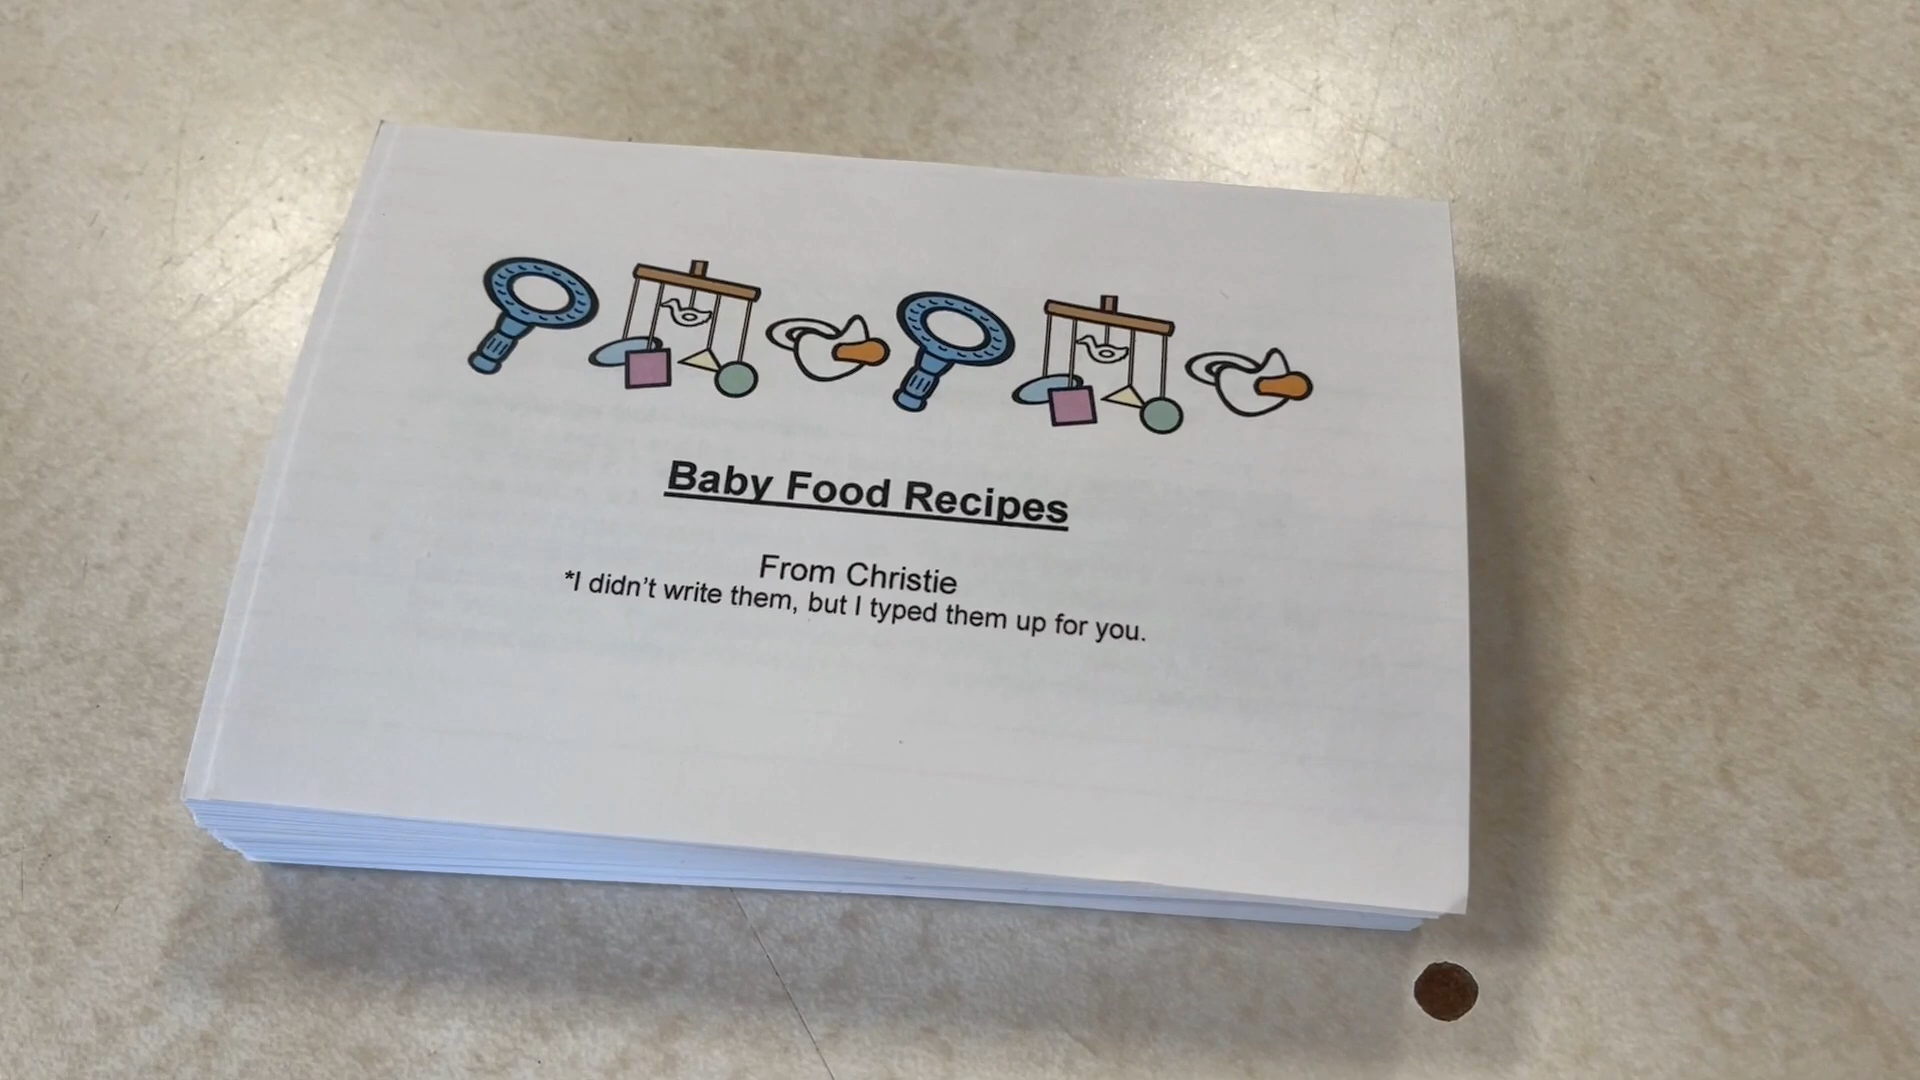 Baby Food Recipes
From Christie
*I didn't write them, but I typed them up for you.